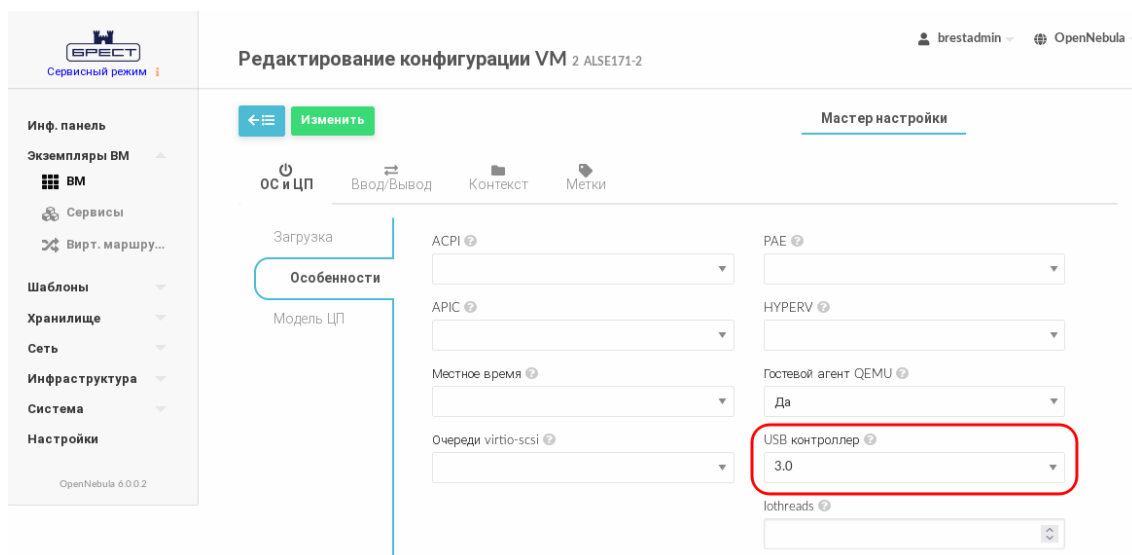 БРЕСТ
Сервисный режим
Редактирование конфигурации VM 2 ALSE171-2
brestadmin
OpenNebula
Инф. панель
Экземпляры ВМ
ВМ
Сервисы
Вирт. маршру...
Шаблоны
Хранилище
Сеть
Инфраструктура
Система
Настройки
OpenNebula 6.0.0.2
Изменить
Мастер настройки
ОС и ЦП
Ввод/Вывод
Контекст
Метки
Загрузка
Особенности
Модель ЦП
ACPI
PAE
APIC
HYPERV
Местное время
Гостевой агент QEMU
Да
Очереди virtio-scsi
USB контроллер
3.0
Iothreads